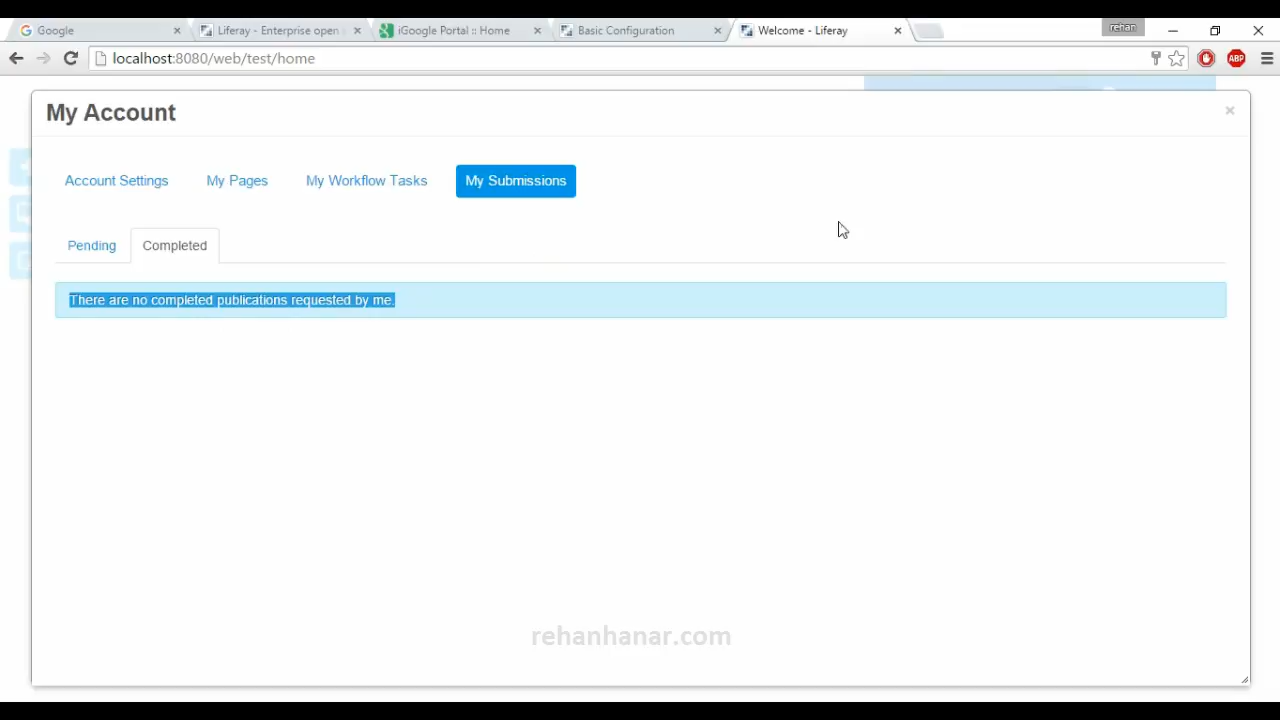 Google
Liferay - Enterprise open
iGoogle Portal :: Home
Basic Configuration
Welcome - Liferay
rehan
localhost:8080/web/test/home
ABP
My Account
Account Settings
My Pages
My Workflow Tasks
My Submissions
Pending
Completed
There are no completed publications requested by me.
rehanhanar.com